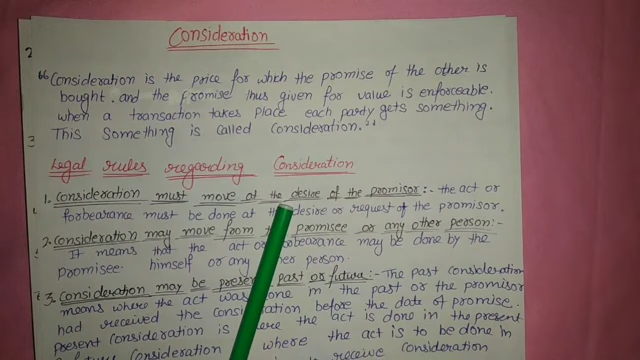 Consideration
2
"Consideration is the price for which the promise of the other is
bought. and the Promise thus given for value is enforceable.
when a transaction takes place each party gets something.
This Something is called Consideration."
Legal rules regarding Consideration
1. Consideration must move at the desire of the promisor:- the act or
forbearance must be done at the desire or request of the promisor.
2. Consideration may move from the promisee or any other person:-
It means that the act or forbearance may be done by the
promisee himself or any other person.
3. Consideration may be present past or future:- The past consideration
means where the act was done in the past or the promisor
had received the consideration before the date of promise.
present Consideration is where the act is done in the present
Consideration where the act is to be done in
receive consideration